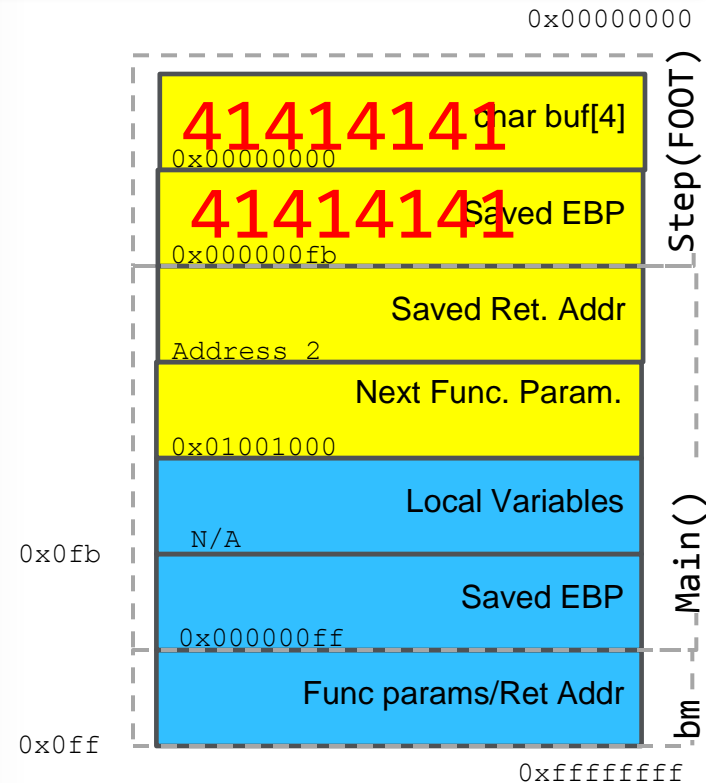 0x00000000
Step(FOOT)
41414141
char buf[4]
0x00000000
41414141
Saved EBP
0x000000fb
Saved Ret. Addr
Address 2
Next Func. Param.
0x01001000
Main()
Local Variables
N/A
0x0fb
Saved EBP
0x000000ff
bm
Func params/Ret Addr
0x0ff
0xffffffff